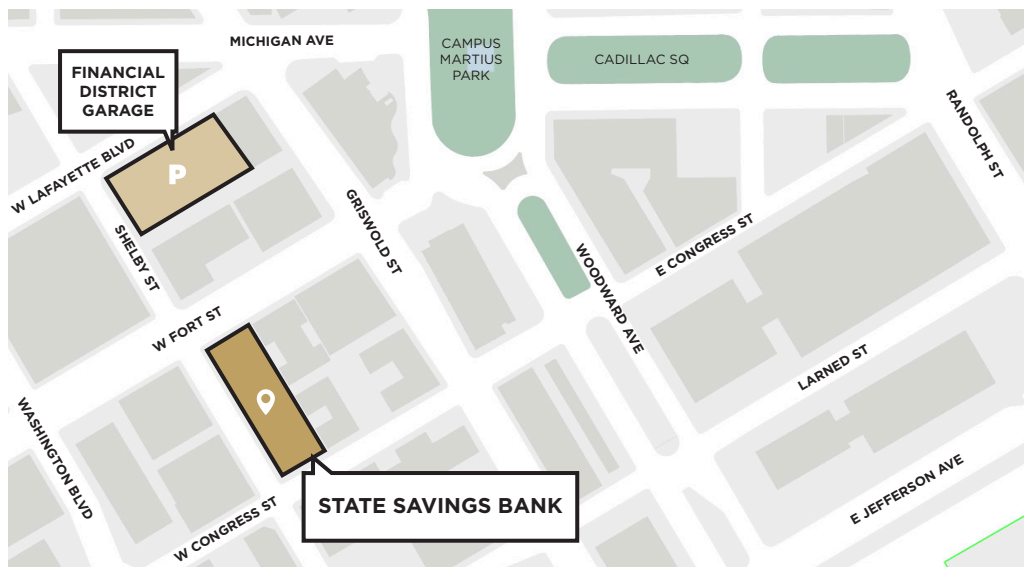 MICHIGAN AVE
CAMPUS
MARTIUS
PARK
CADILLAC SQ
FINANCIAL
DISTRICT
GARAGE
RANDOLPH ST
W LAFAYETTE BLVD
P
GRISWOLD ST
SHELBY ST
E CONGRESS ST
WOODWARD AVE
W FORT ST
LARNED ST
WASHINGTON BLVD
STATE SAVINGS BANK
E JEFFERSON AVE
W CONGRESS ST